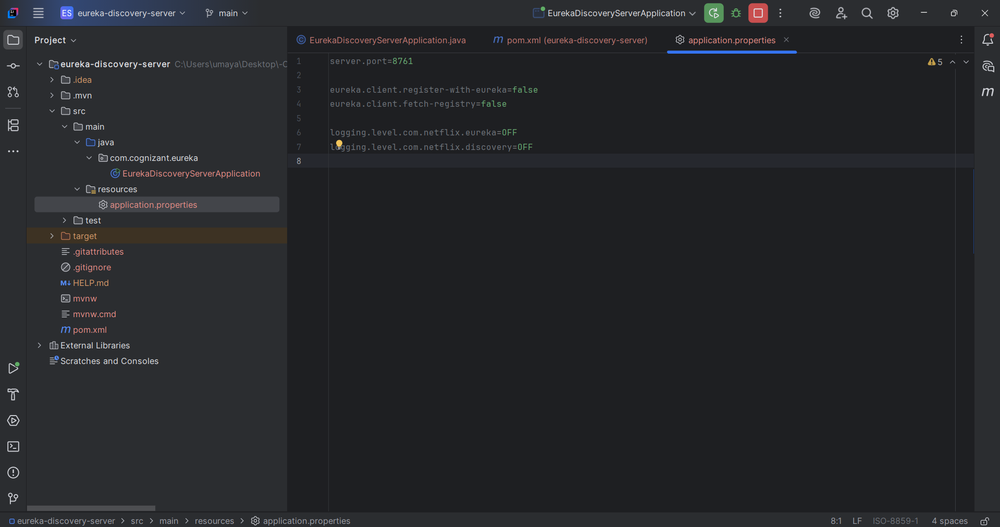 ES eureka-discovery-server main EurekaDiscoveryServerApplication
Project
EurekaDiscoveryServerApplication.java
m pom.xml (eureka-discovery-server)
application.properties
eureka-discovery-server C:\Users\umaya\Desktop\-C
.idea
.mvn
src
main
java
com.cognizant.eureka
EurekaDiscoveryServerApplication
resources
application.properties
test
target
.gitattributes
.gitignore
M↓ HELP.md
mvnw
mvnw.cmd
m pom.xml
External Libraries
Scratches and Consoles
1 server.port=8761
2
3 eureka.client.register-with-eureka=false
4 eureka.client.fetch-registry=false
5
6 logging.level.com.netflix.eureka=OFF
7 logging.level.com.netflix.discovery=OFF
8
5
m
eureka-discovery-server > src > main > resources > application.properties
8:1 LF ISO-8859-1 4 spaces